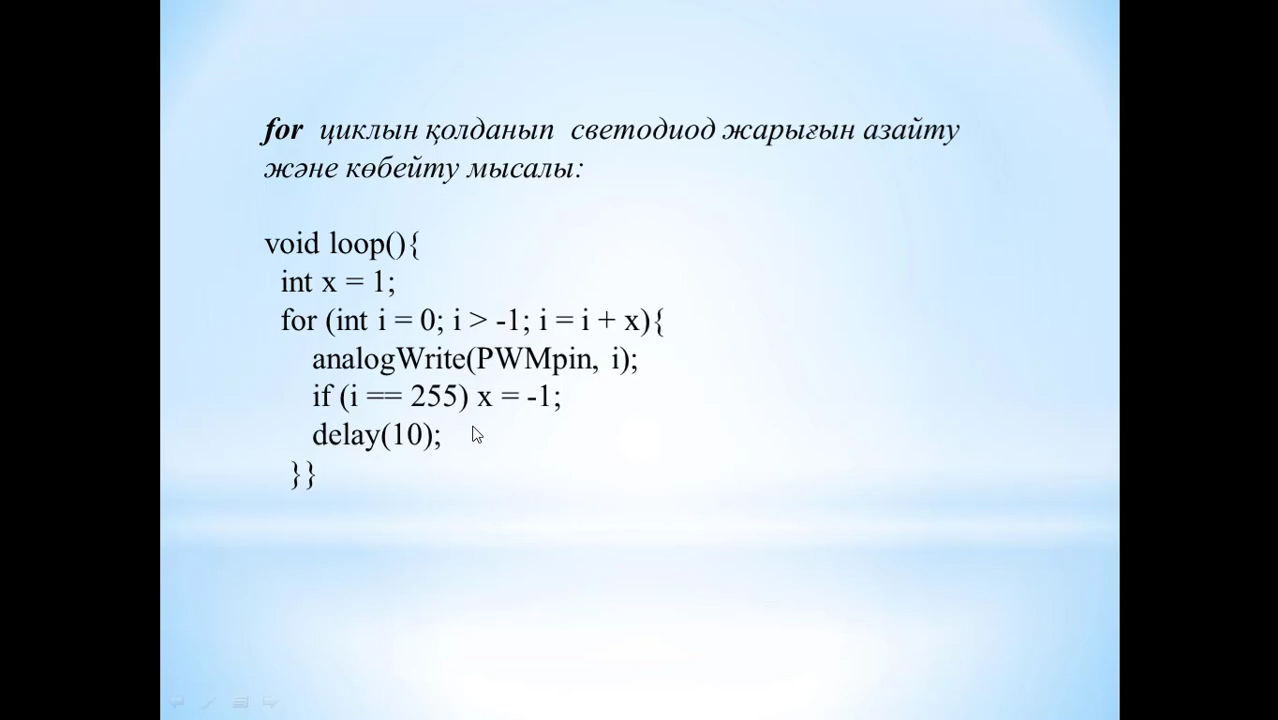 for циклын қолданып светодиод жарығын азайту
және көбейту мысалы:
void loop(){
int x = 1;
for (int i = 0; i > -1; i = i + x){
analogWrite(PWMpin, i);
if (i == 255) x = -1;
delay(10);
}}